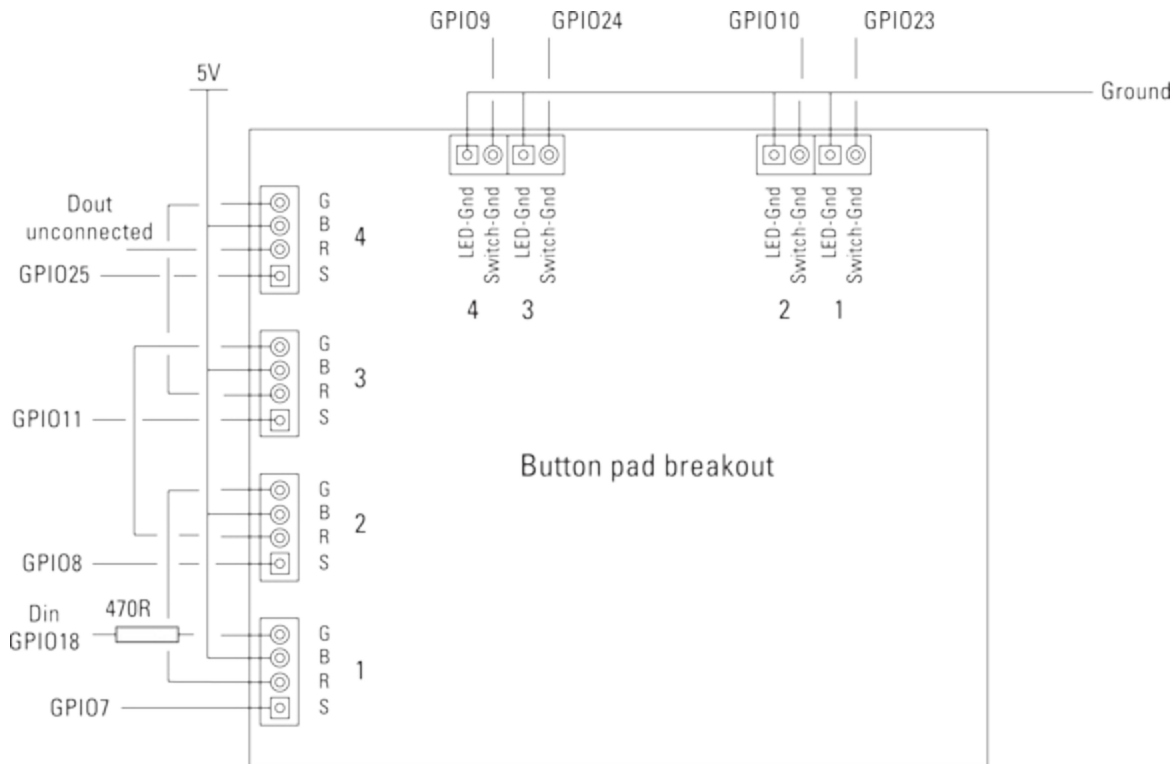 GPIO9
GPIO24
GPIO10
GPIO23
5V
Ground
LED-Gnd
Switch-Gnd
LED-Gnd
Switch-Gnd
LED-Gnd
Switch-Gnd
LED-Gnd
Switch-Gnd
4
3
2
1
Dout
unconnected
GPIO25
G
B
R
S
4
GPIO11
G
B
R
S
3
Button pad breakout
GPIO8
G
B
R
S
2
Din
GPIO18
470R
GPIO7
G
B
R
S
1